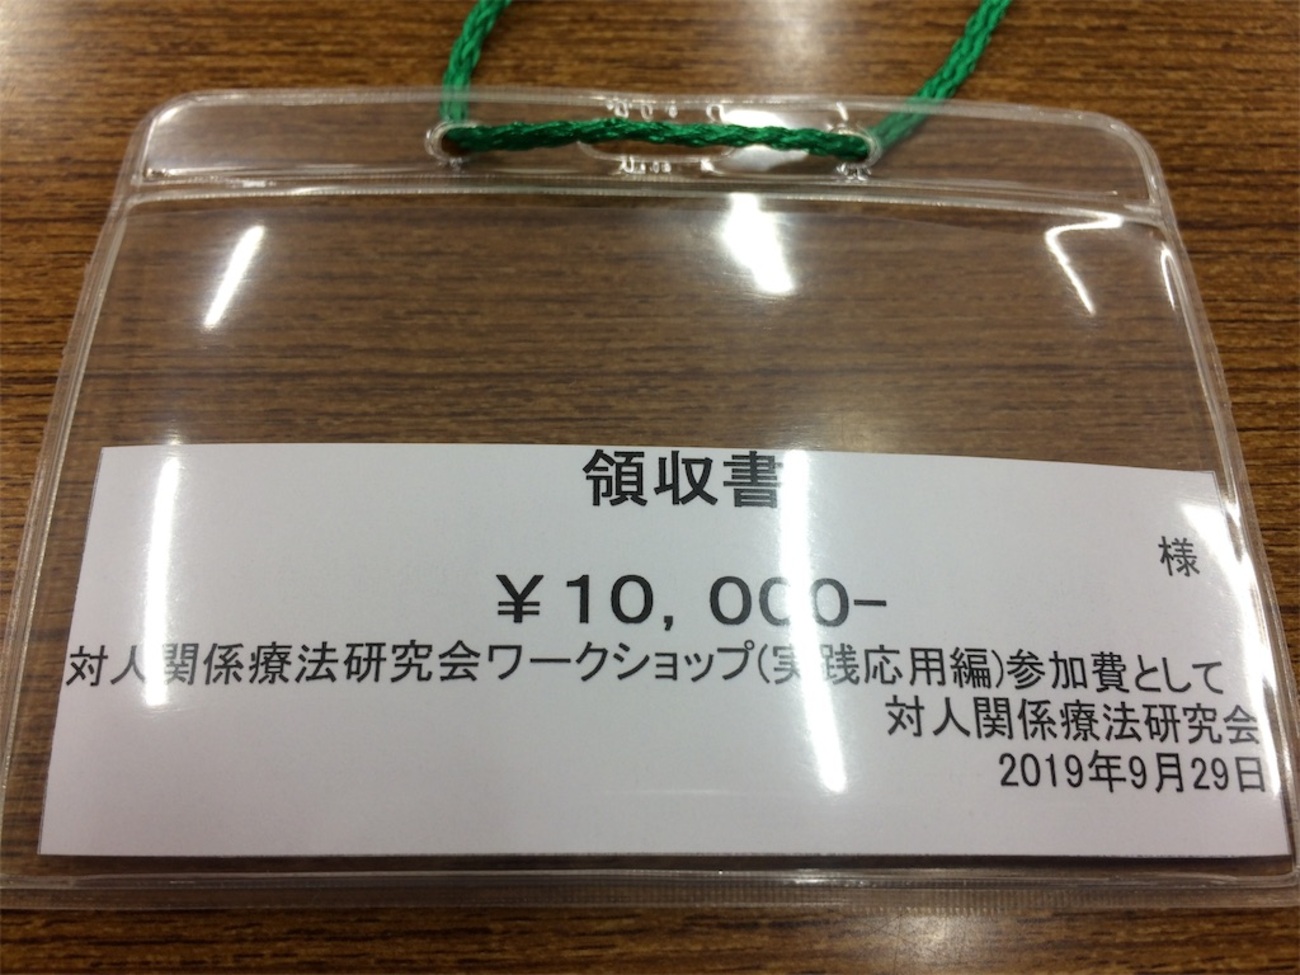 領収書
様
￥10，000−
対人関係療法研究会ワークショップ(実践応用編)参加費として
対人関係療法研究会
2019年9月29日